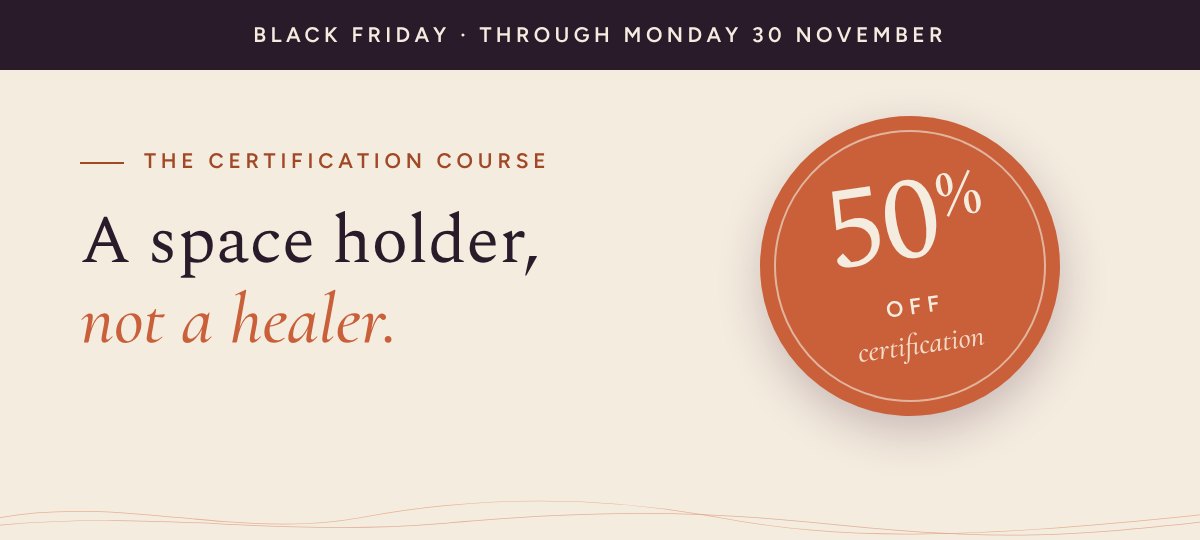 BLACK FRIDAY · THROUGH MONDAY 30 NOVEMBER
THE CERTIFICATION COURSE
A space holder,
not a healer.
50%
OFF
certification